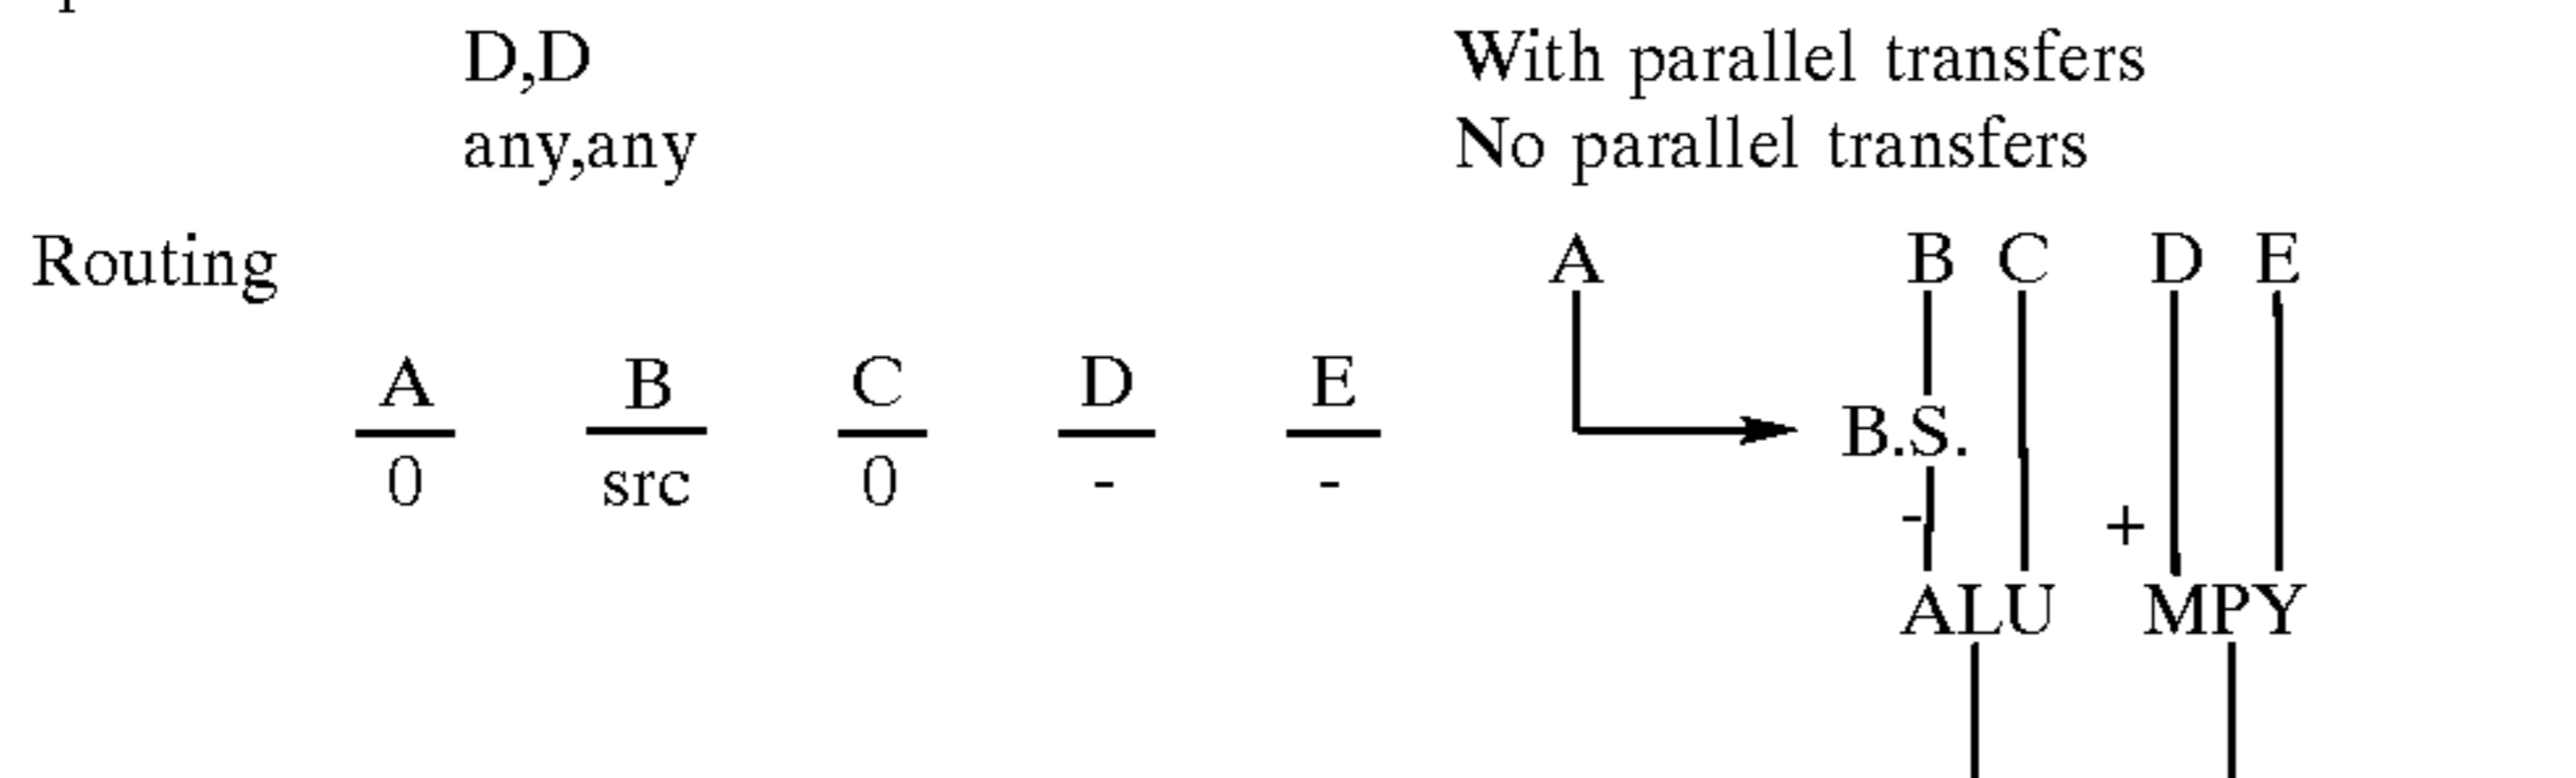 D,D With parallel transfers
any,any No parallel transfers
Routing A B C D E
A B C D E
B.S.
0 src 0 - -
- +
ALU MPY